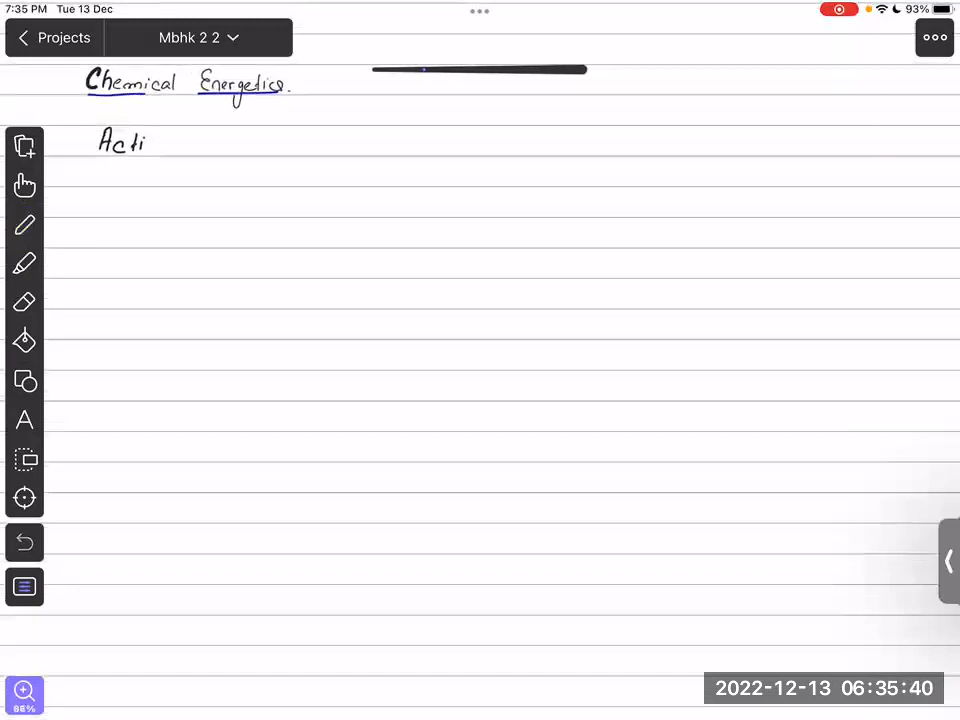 7:35 PM Tue 13 Dec
93%
Projects
Mbhk 2 2
Chemical Energetics.
Acti
A
86%
2022-12-13 06:35:40